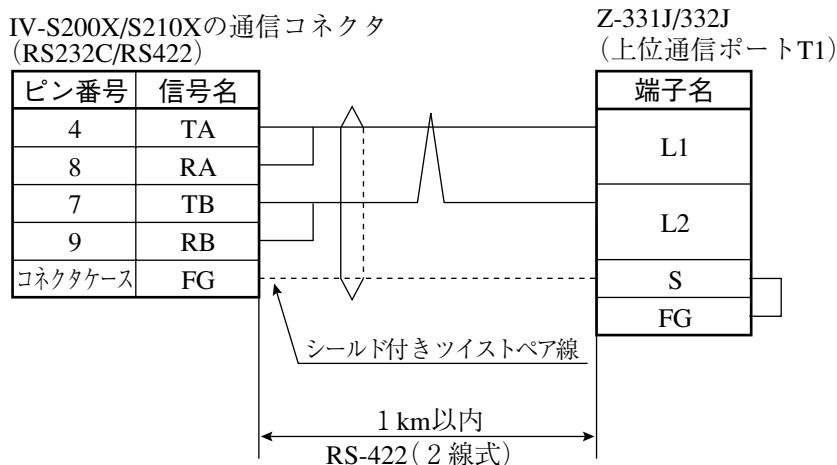 IV-S200X/S210Xの通信コネクタ
(RS232C/RS422)
ピン番号 信号名
4 TA
8 RA
7 TB
9 RB
コネクタケース FG
Z-331J/332J
(上位通信ポートT1)
端子名
L1
L2
S
FG
シールド付きツイストペア線
1 km以内
RS-422(2線式)